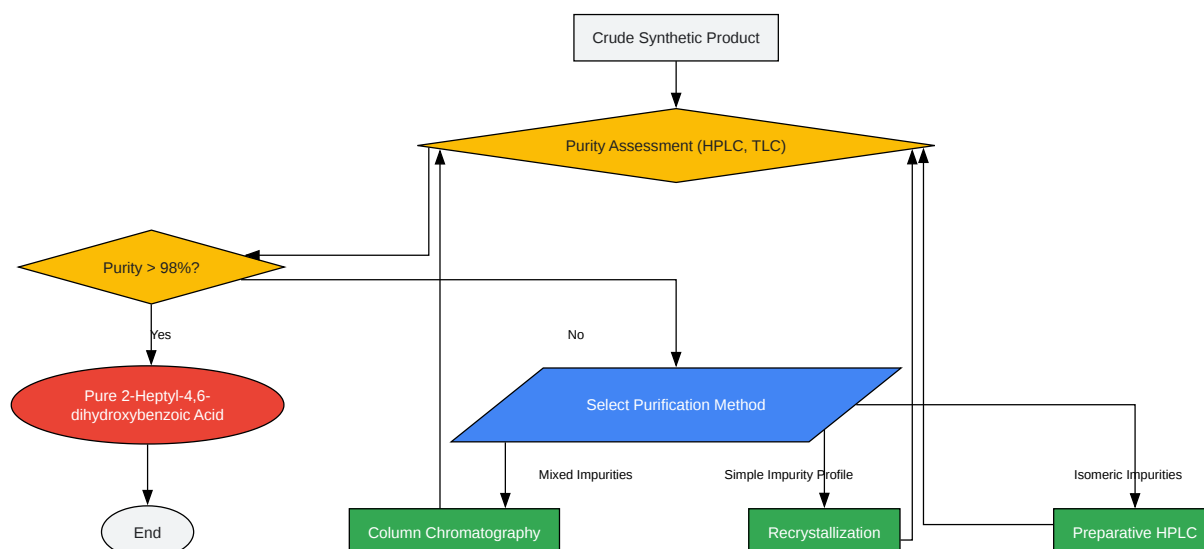 Crude Synthetic Product
Purity Assessment (HPLC, TLC)
Purity > 98%?
Yes
No
Pure 2-Heptyl-4,6-
dihydroxybenzoic Acid
Select Purification Method
Mixed Impurities
Simple Impurity Profile
Isomeric Impurities
End
Column Chromatography
Recrystallization
Preparative HPLC